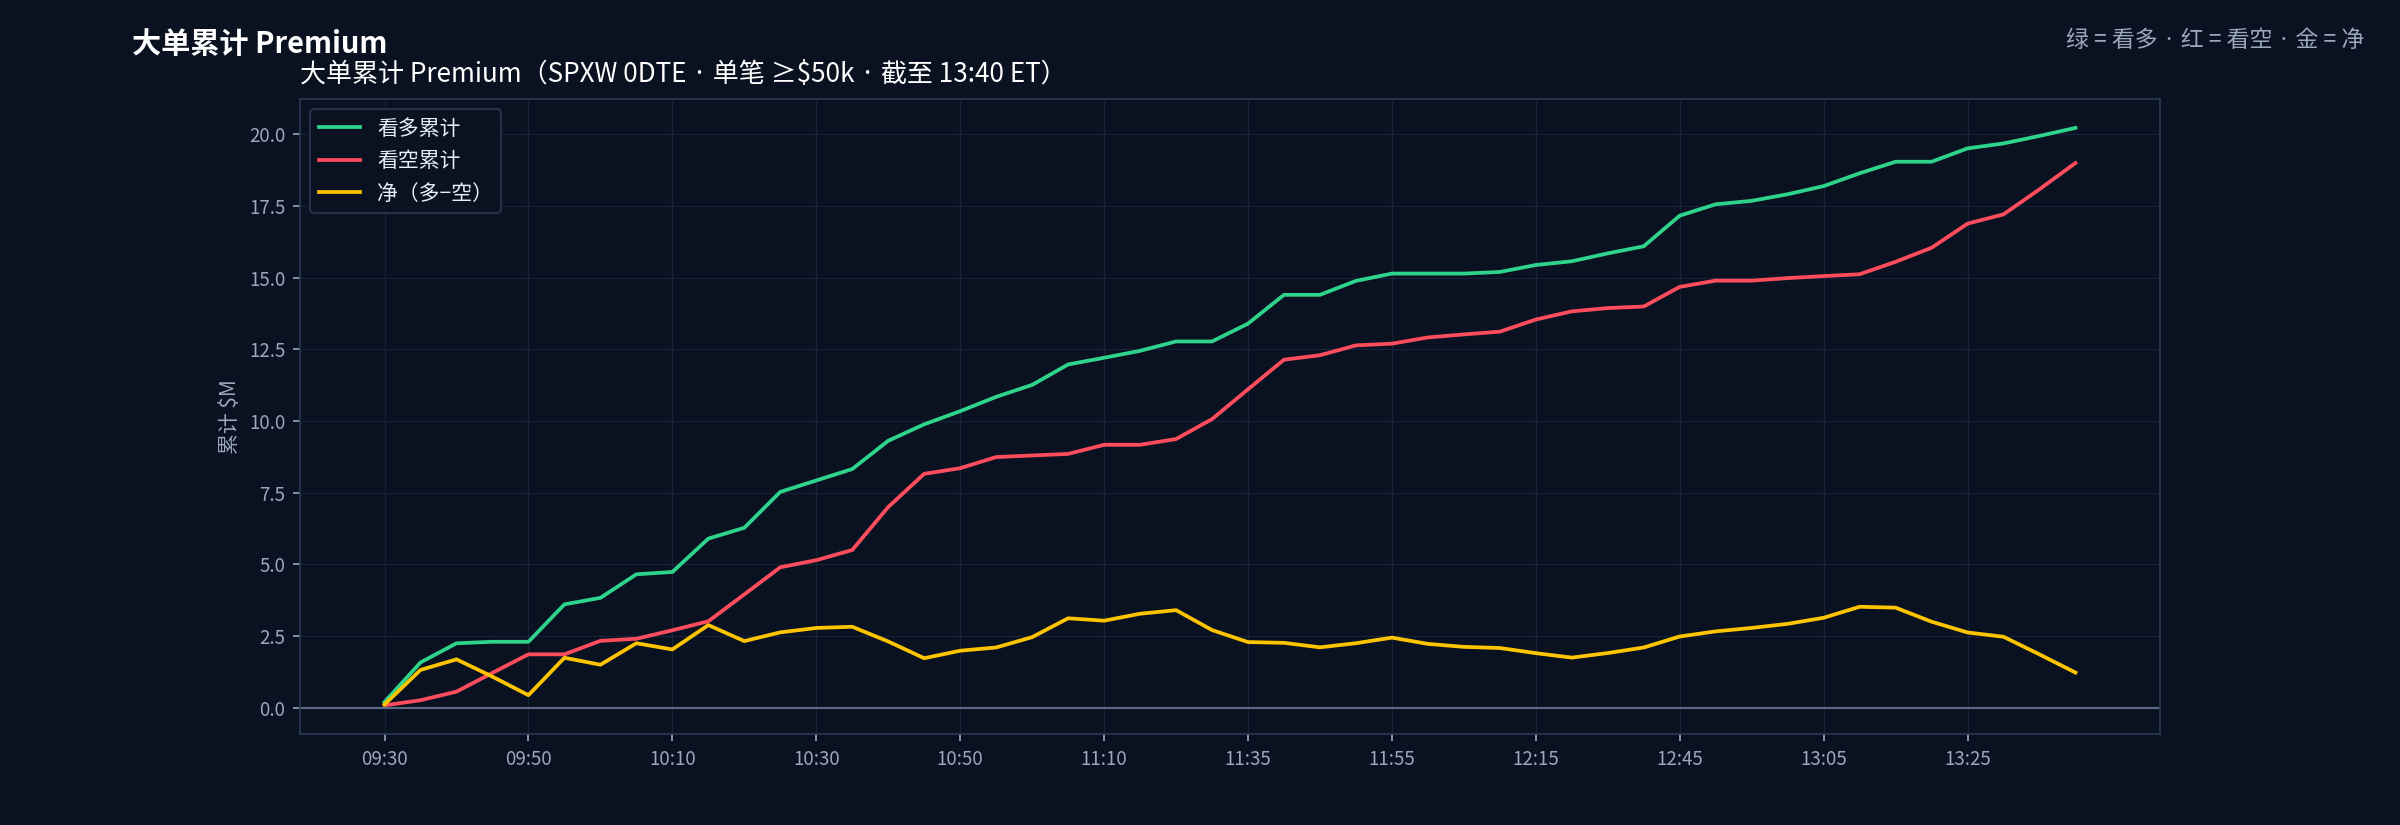 大单累计 Premium
绿 = 看多 · 红 = 看空 · 金 = 净
大单累计 Premium（SPXW 0DTE · 单笔 ≥$50k · 截至 13:40 ET）
看多累计
看空累计
净（多−空）
累计 $M
20.0
17.5
15.0
12.5
10.0
7.5
5.0
2.5
0.0
09:30 09:50 10:10 10:30 10:50 11:10 11:35 11:55 12:15 12:45 13:05 13:25